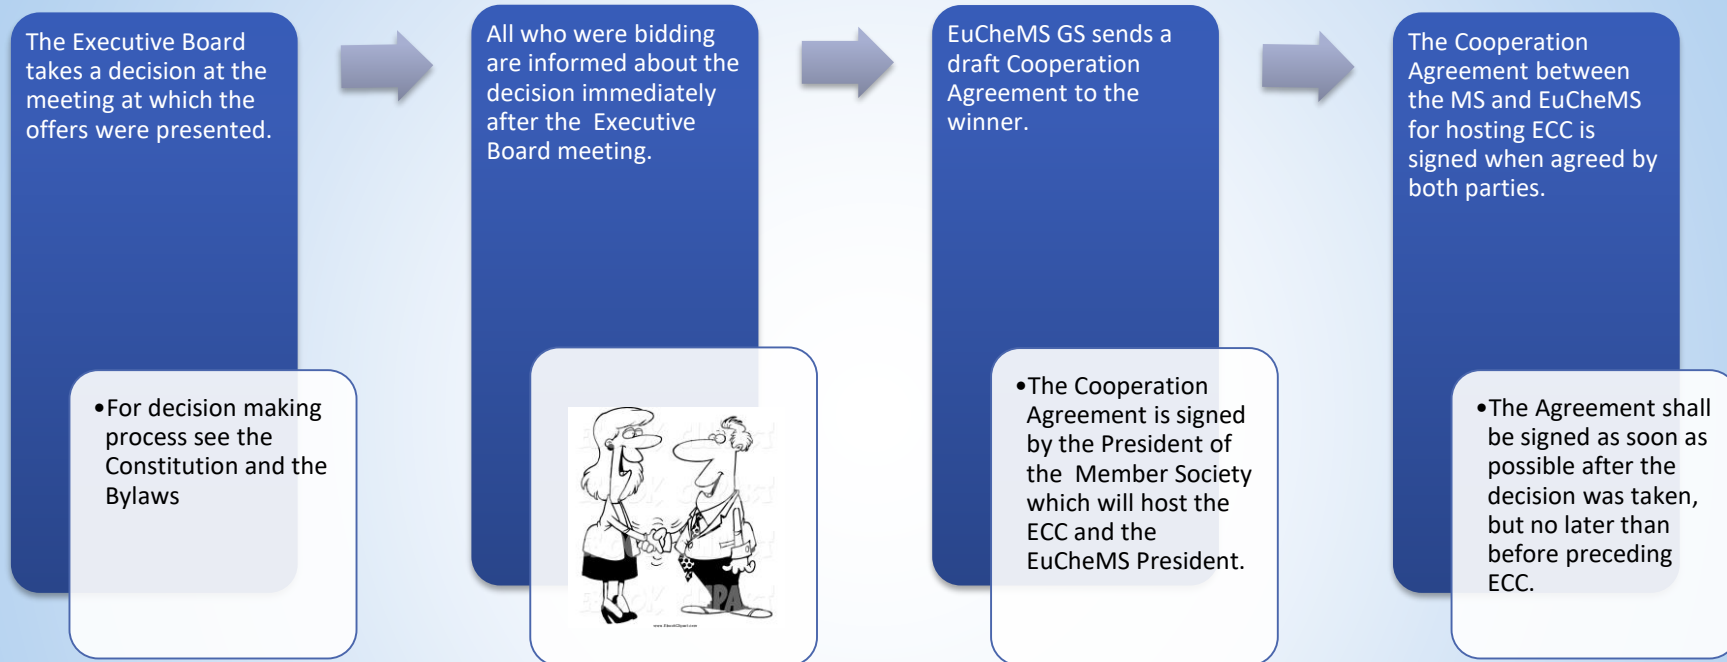 The Executive Board
takes a decision at the
meeting at which the
offers were presented.
•For decision making
process see the
Constitution and the
Bylaws
All who were bidding
are informed about the
decision immediately
after the  Executive
Board meeting.
www.EbookClipart.com
EuCheMS GS sends a
draft Cooperation
Agreement to the
winner.
•The Cooperation
Agreement is signed
by the President of
the  Member Society
which will host the
ECC and the
EuCheMS President.
The Cooperation
Agreement between
the MS and EuCheMS
for hosting ECC is
signed when agreed by
both parties.
•The Agreement shall
be signed as soon as
possible after the
decision was taken,
but no later than
before preceding
ECC.